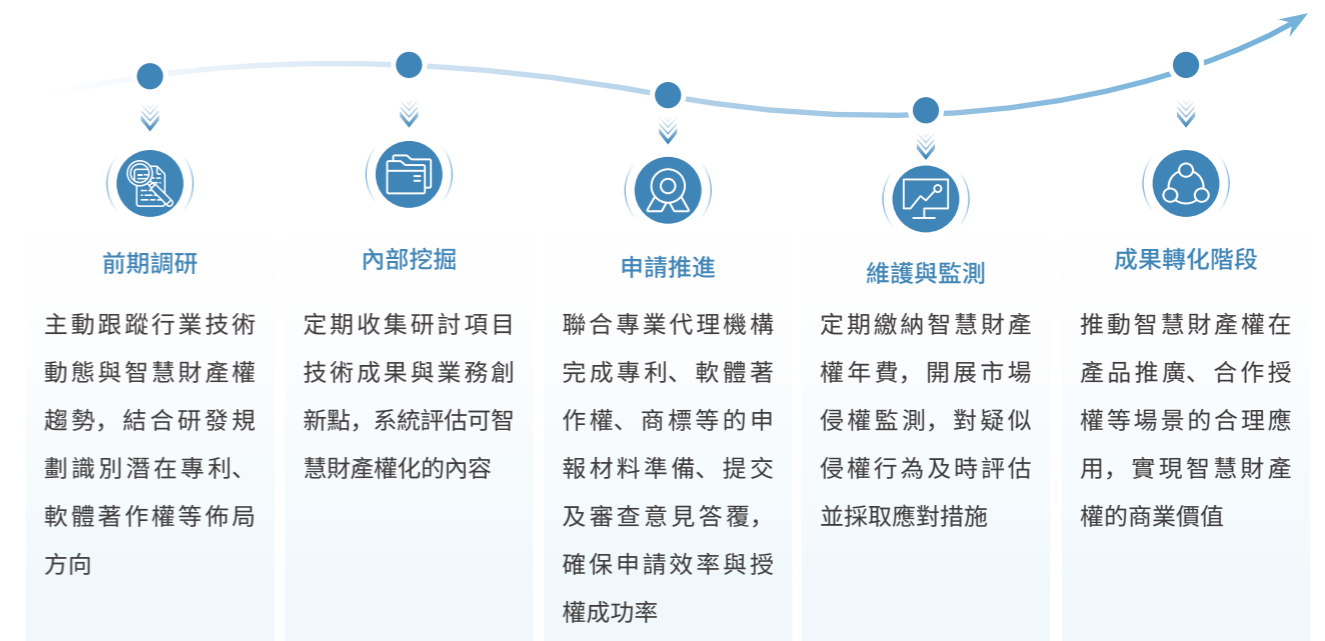 前期調研
主動跟蹤行業技術
動態與智慧財產權
趨勢，結合研發規
劃識別潛在專利、
軟體著作權等佈局
方向
內部挖掘
定期收集研討項目
技術成果與業務創
新點，系統評估可智
慧財產權化的內容
申請推進
聯合專業代理機構
完成專利、軟體著
作權、商標等的申
報材料準備、提交
及審查意見答覆，
確保申請效率與授
權成功率
維護與監測
定期繳納智慧財產
權年費，開展市場
侵權監測，對疑似
侵權行為及時評估
並採取應對措施
成果轉化階段
推動智慧財產權在
產品推廣、合作授
權等場景的合理應
用，實現智慧財產
權的商業價值